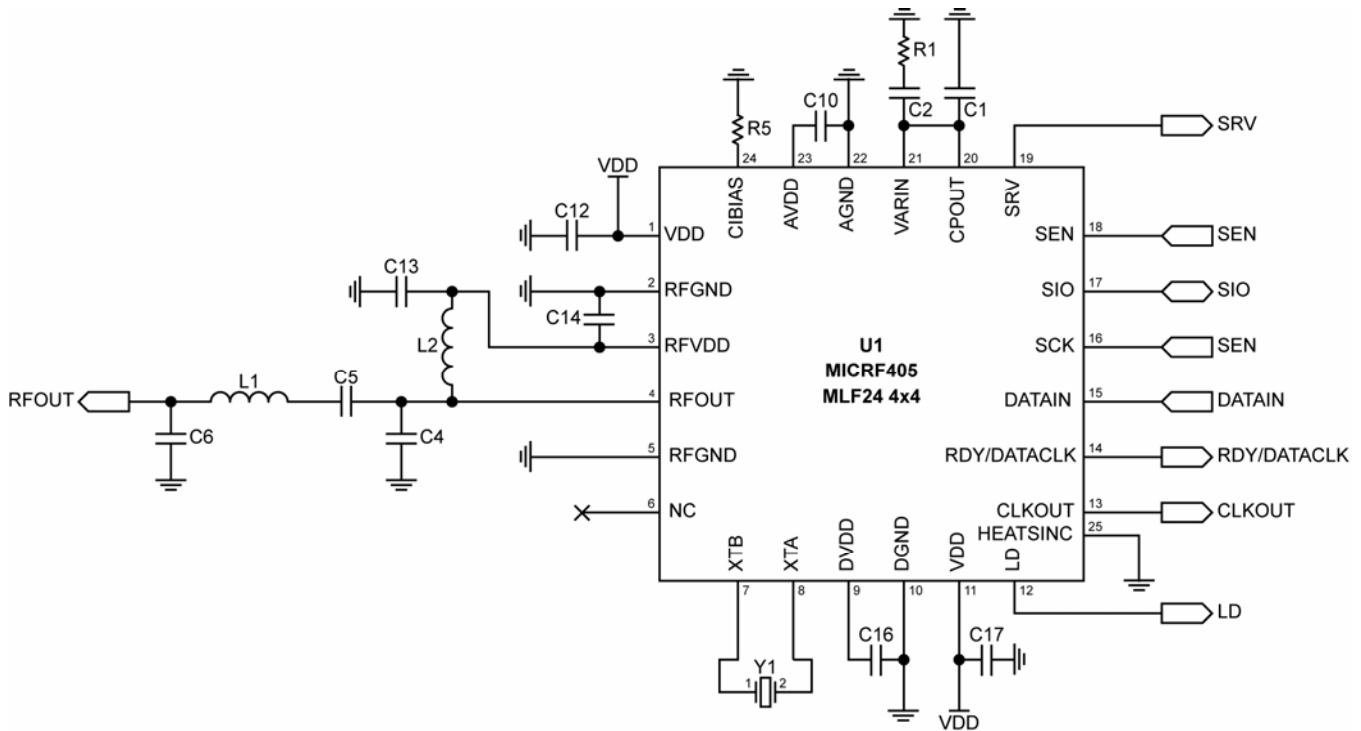 R1
C10
C2
C1
SRV
R5
24
23
22
21
20
19
VDD
CIBIAS
AVDD
AGND
VARIN
CPOUT
SRV
C12
1
VDD
SEN
18
SEN
C13
2
RFGND
SIO
17
SIO
C14
L2
3
RFVDD
U1
MICRF405
MLF24 4x4
SCK
16
SEN
RFOUT
L1
C5
4
RFOUT
DATAIN
15
DATAIN
C6
C4
5
RFGND
RDY/DATACLK
14
RDY/DATACLK
6
NC
CLKOUT
13
CLKOUT
HEATSINC
25
XTB
XTA
DVDD
DGND
VDD
LD
7
8
9
10
11
12
LD
C16
C17
Y1
1
2
VDD